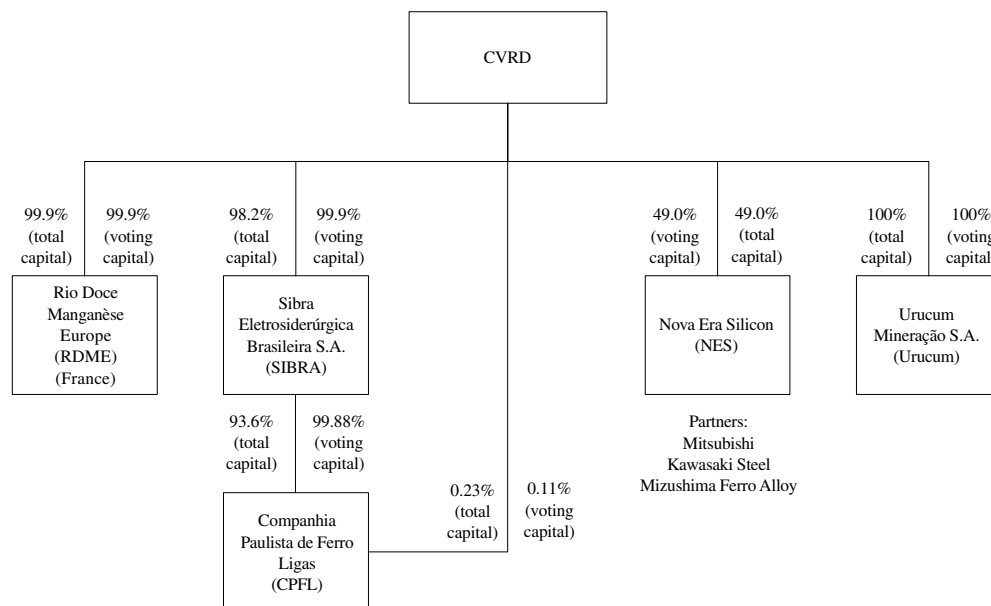 CVRD
99.9%
(total
capital)
99.9%
(voting
capital)
98.2%
(total
capital)
99.9%
(voting
capital)
49.0%
(voting
capital)
49.0%
(total
capital)
100%
(total
capital)
100%
(voting
capital)
Rio Doce
Manganèse
Europe
(RDME)
(France)
Sibra
Eletrosiderúrgica
Brasileira S.A.
(SIBRA)
Nova Era Silicon
(NES)
Urucum
Mineração S.A.
(Urucum)
93.6%
(total
capital)
99.88%
(voting
capital)
Partners:
Mitsubishi
Kawasaki Steel
Mizushima Ferro Alloy
0.23%
(total
capital)
0.11%
(voting
capital)
Companhia
Paulista de Ferro
Ligas
(CPFL)